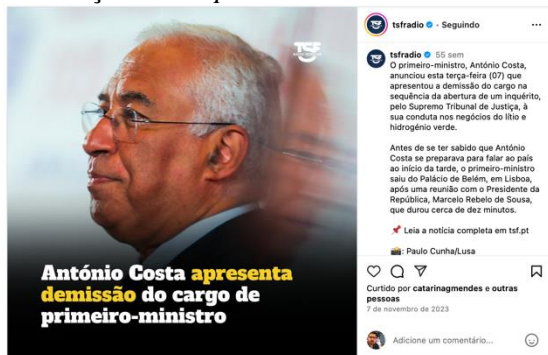 TSF
António Costa apresenta
demissão do cargo de
primeiro-ministro
tsfradio • Seguindo
tsfradio 55 sem
O primeiro-ministro, António Costa,
anunciou esta terça-feira (07) que
apresentou a demissão do cargo na
sequência da abertura de um inquérito,
pelo Supremo Tribunal de Justiça, à
sua conduta nos negócios do lítio e
hidrogénio verde.
Antes de se ter sabido que António
Costa se preparava para falar ao país
ao início da tarde, o primeiro-ministro
saiu do Palácio de Belém, em Lisboa,
após uma reunião com o Presidente da
República, Marcelo Rebelo de Sousa,
que durou cerca de dez minutos.
📌 Leia a notícia completa em tsf.pt
📸: Paulo Cunha/Lusa
Curtido por catarinagmendes e outras
pessoas
7 de novembro de 2023
Adicione um comentário...